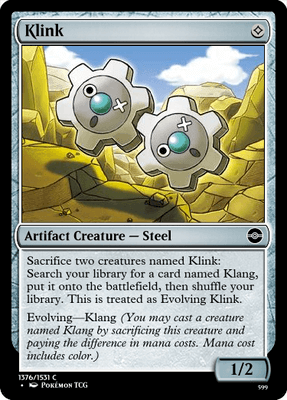 Klink
Artifact Creature — Steel
Sacrifice two creatures named Klink:
Search your library for a card named Klang,
put it onto the battlefield, then shuffle your
library. This is treated as Evolving Klink.
Evolving—Klang (You may cast a creature
named Klang by sacrificing this creature and
paying the difference in mana costs. Mana cost
includes color.)
1/2
1376/1531 C
• Pokémon TCG
599